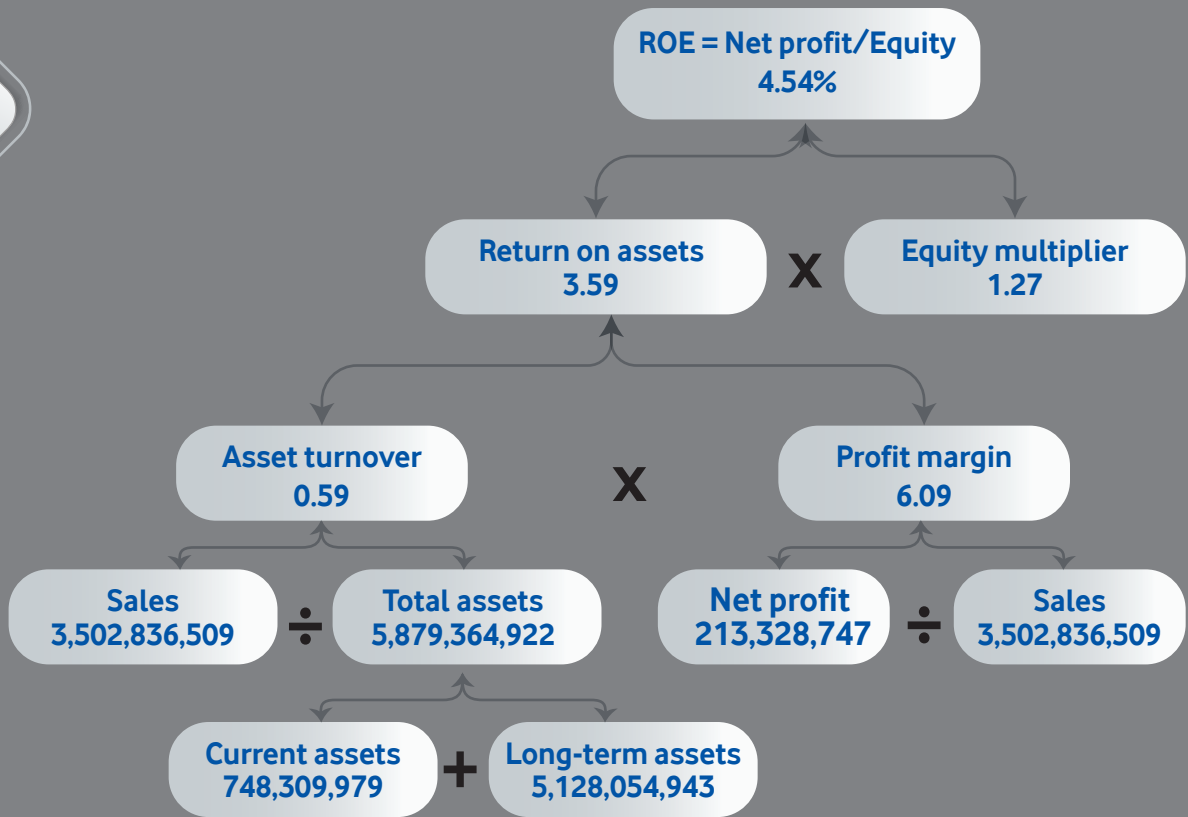 ROE = Net profit/Equity
4.54%
Return on assets
3.59
X
Equity multiplier
1.27
Asset turnover
0.59
X
Profit margin
6.09
Sales
3,502,836,509
÷
Total assets
5,879,364,922
Net profit
213,328,747
÷
Sales
3,502,836,509
Current assets
748,309,979
+
Long-term assets
5,128,054,943